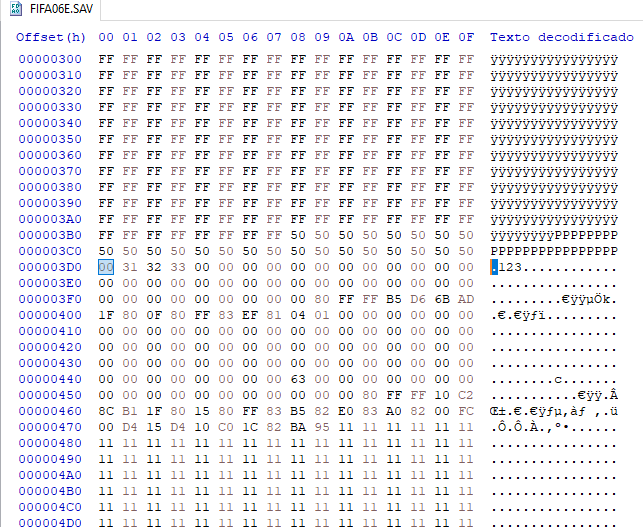 FIFA06E.SAV
Offset(h) 00 01 02 03 04 05 06 07 08 09 0A 0B 0C 0D 0E 0F Texto decodificado
00000300 FF FF FF FF FF FF FF FF FF FF FF FF FF FF FF FF ÿÿÿÿÿÿÿÿÿÿÿÿÿÿÿÿ
00000310 FF FF FF FF FF FF FF FF FF FF FF FF FF FF FF FF ÿÿÿÿÿÿÿÿÿÿÿÿÿÿÿÿ
00000320 FF FF FF FF FF FF FF FF FF FF FF FF FF FF FF FF ÿÿÿÿÿÿÿÿÿÿÿÿÿÿÿÿ
00000330 FF FF FF FF FF FF FF FF FF FF FF FF FF FF FF FF ÿÿÿÿÿÿÿÿÿÿÿÿÿÿÿÿ
00000340 FF FF FF FF FF FF FF FF FF FF FF FF FF FF FF FF ÿÿÿÿÿÿÿÿÿÿÿÿÿÿÿÿ
00000350 FF FF FF FF FF FF FF FF FF FF FF FF FF FF FF FF ÿÿÿÿÿÿÿÿÿÿÿÿÿÿÿÿ
00000360 FF FF FF FF FF FF FF FF FF FF FF FF FF FF FF FF ÿÿÿÿÿÿÿÿÿÿÿÿÿÿÿÿ
00000370 FF FF FF FF FF FF FF FF FF FF FF FF FF FF FF FF ÿÿÿÿÿÿÿÿÿÿÿÿÿÿÿÿ
00000380 FF FF FF FF FF FF FF FF FF FF FF FF FF FF FF FF ÿÿÿÿÿÿÿÿÿÿÿÿÿÿÿÿ
00000390 FF FF FF FF FF FF FF FF FF FF FF FF FF FF FF FF ÿÿÿÿÿÿÿÿÿÿÿÿÿÿÿÿ
000003A0 FF FF FF FF FF FF FF FF FF FF FF FF FF FF FF FF ÿÿÿÿÿÿÿÿÿÿÿÿÿÿÿÿ
000003B0 FF FF FF FF FF FF FF FF 50 50 50 50 50 50 50 50 ÿÿÿÿÿÿÿÿPPPPPPPP
000003C0 50 50 50 50 50 50 50 50 50 50 50 50 50 50 50 50 PPPPPPPPPPPPPPPP
000003D0 00 31 32 33 00 00 00 00 00 00 00 00 00 00 00 00 .123............
000003E0 00 00 00 00 00 00 00 00 00 00 00 00 00 00 00 00 ................
000003F0 00 00 00 00 00 00 00 00 00 80 FF FF B5 D6 6B AD .........€ÿÿµÖk.
00000400 1F 80 0F 80 FF 83 EF 81 04 01 00 00 00 00 00 00 .€.€ÿƒï.........
00000410 00 00 00 00 00 00 00 00 00 00 00 00 00 00 00 00 ................
00000420 00 00 00 00 00 00 00 00 00 00 00 00 00 00 00 00 ................
00000430 00 00 00 00 00 00 00 00 00 00 00 00 00 00 00 00 ................
00000440 00 00 00 00 00 00 00 00 63 00 00 00 00 00 00 00 ........c.......
00000450 00 00 00 00 00 00 00 00 00 00 00 80 FF FF 10 C2 ...........€ÿÿ.Â
00000460 8C B1 1F 80 15 80 FF 83 B5 82 E0 83 A0 82 00 FC Œ±.€.€ÿƒµ‚àƒ ‚.ü
00000470 00 D4 15 D4 10 C0 1C 82 BA 95 11 11 11 11 11 11 .Ô.Ô.À.‚º•......
00000480 11 11 11 11 11 11 11 11 11 11 11 11 11 11 11 11 ................
00000490 11 11 11 11 11 11 11 11 11 11 11 11 11 11 11 11 ................
000004A0 11 11 11 11 11 11 11 11 11 11 11 11 11 11 11 11 ................
000004B0 11 11 11 11 11 11 11 11 11 11 11 11 11 11 11 11 ................
000004C0 11 11 11 11 11 11 11 11 11 11 11 11 11 11 11 11 ................
000004D0 11 11 11 11 11 11 11 11 11 11 11 11 11 11 11 11 ................